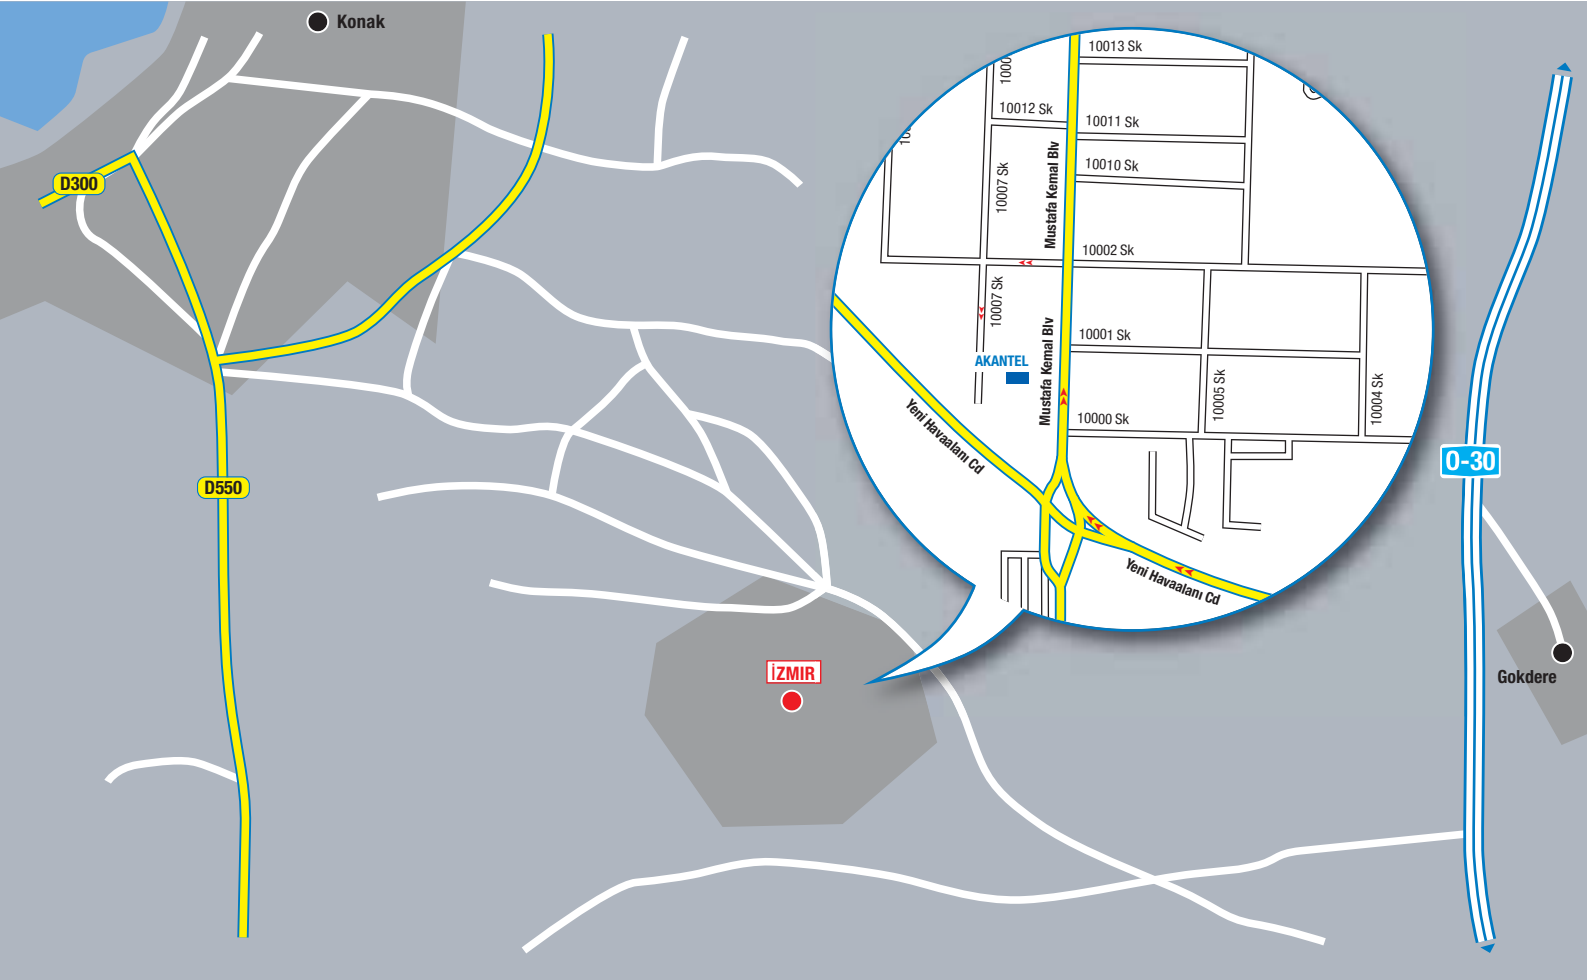 Konak
D300
D550
İZMIR
10013 Sk
10012 Sk
10011 Sk
10010 Sk
10007 Sk
Mustafa Kemal Blv
10002 Sk
10007 Sk
10001 Sk
Mustafa Kemal Blv
AKANTEL
10005 Sk
10004 Sk
10000 Sk
Yeni Havaalanı Cd
Yeni Havaalanı Cd
O-30
Gokdere